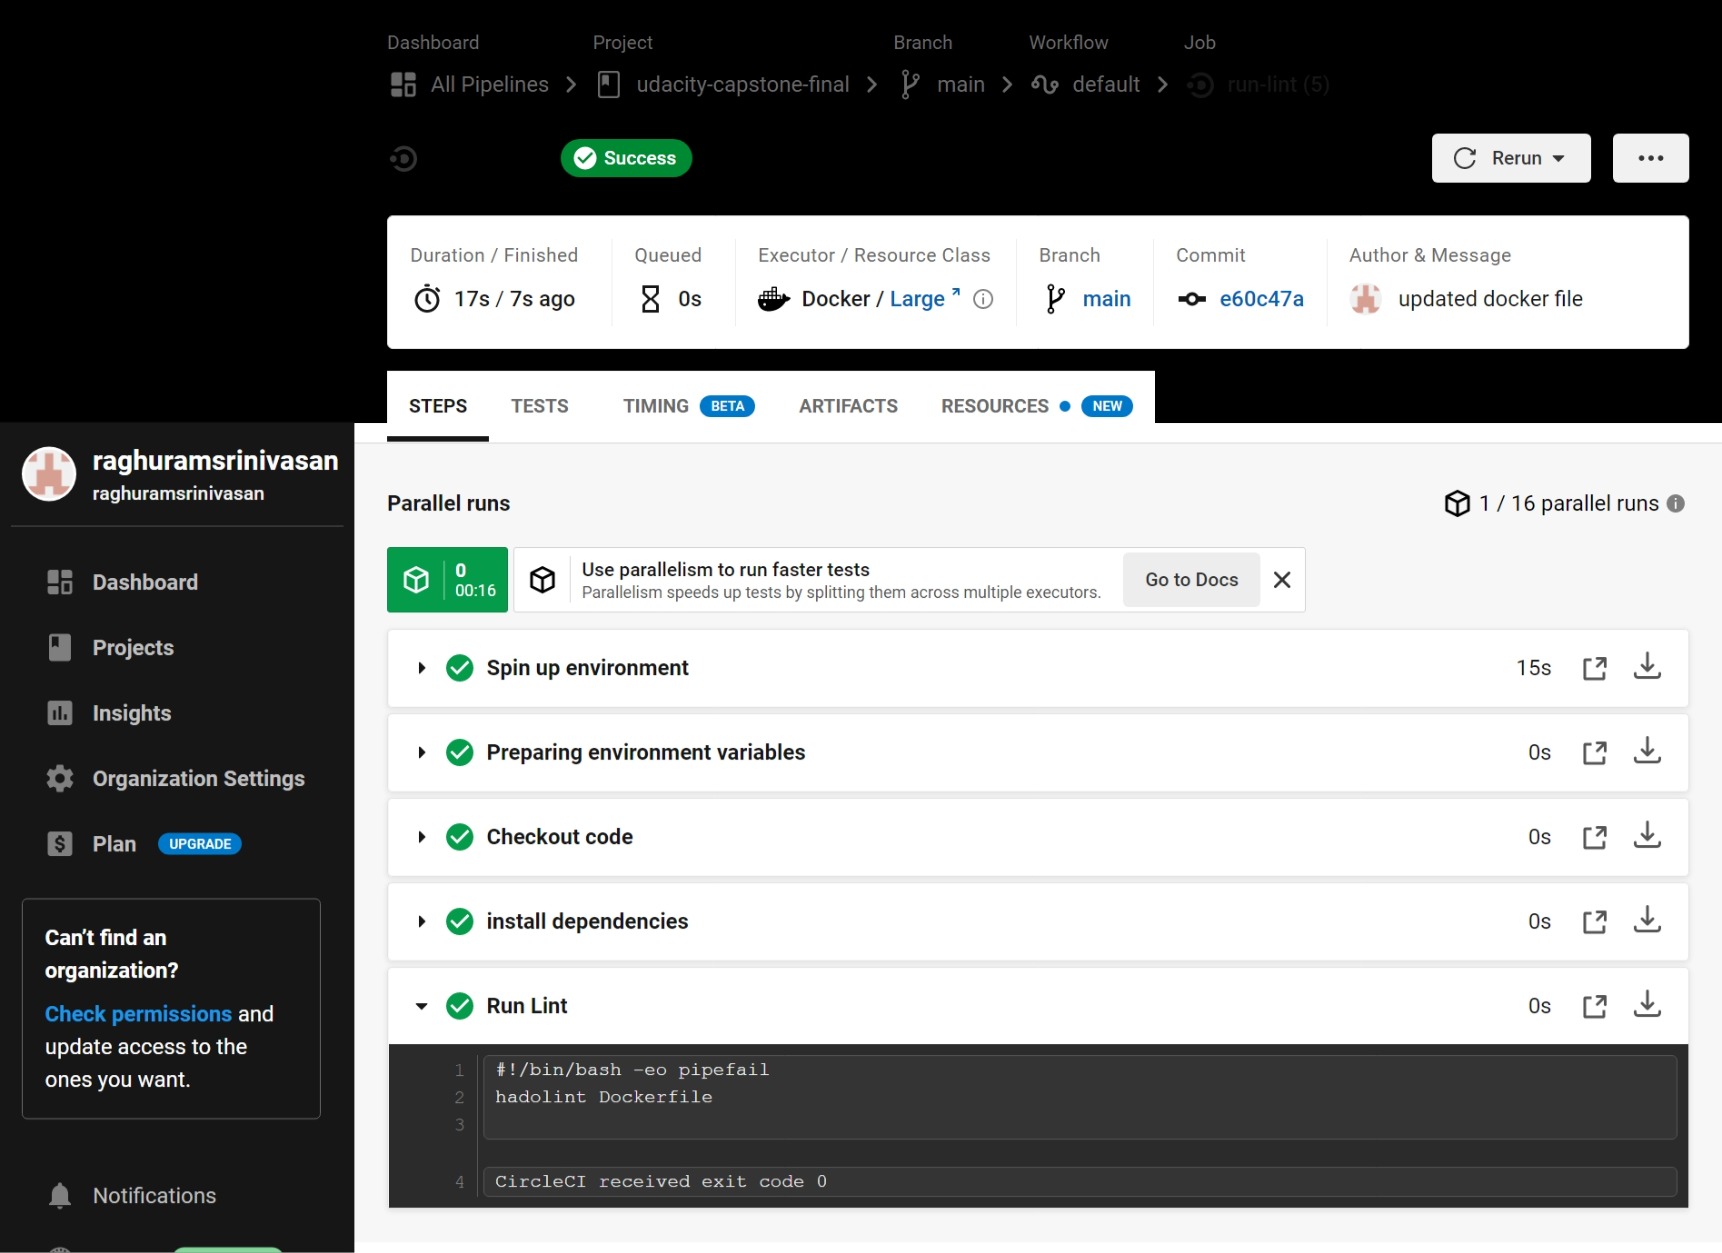 Dashboard Project Branch Workflow Job
All Pipelines udacity-capstone-final main default run-lint (5)
Success
Rerun
Duration / Finished Queued Executor / Resource Class Branch Commit Author & Message
17s / 7s ago 0s Docker / Large main e60c47a updated docker file
STEPS TESTS TIMING BETA ARTIFACTS RESOURCES NEW
raghuramsrinivasan
raghuramsrinivasan
Dashboard
Projects
Insights
Organization Settings
Plan UPGRADE
Can't find an
organization?
Check permissions and
update access to the
ones you want.
Notifications
Parallel runs
1 / 16 parallel runs
0
00:16
Use parallelism to run faster tests
Parallelism speeds up tests by splitting them across multiple executors.
Go to Docs
Spin up environment 15s
Preparing environment variables 0s
Checkout code 0s
install dependencies 0s
Run Lint 0s
1 #!/bin/bash -eo pipefail
2 hadolint Dockerfile
3
4 CircleCI received exit code 0